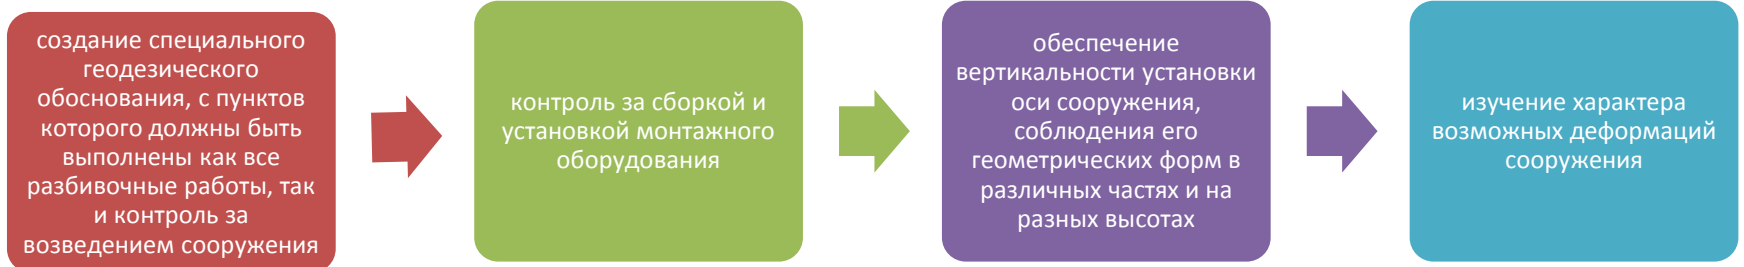 создание специального
геодезического
обоснования, с пунктов
которого должны быть
выполнены как все
разбивочные работы, так
и контроль за
возведением сооружения
контроль за сборкой и
установкой монтажного
оборудования
обеспечение
вертикальности установки
оси сооружения,
соблюдения его
геометрических форм в
различных частях и на
разных высотах
изучение характера
возможных деформаций
сооружения